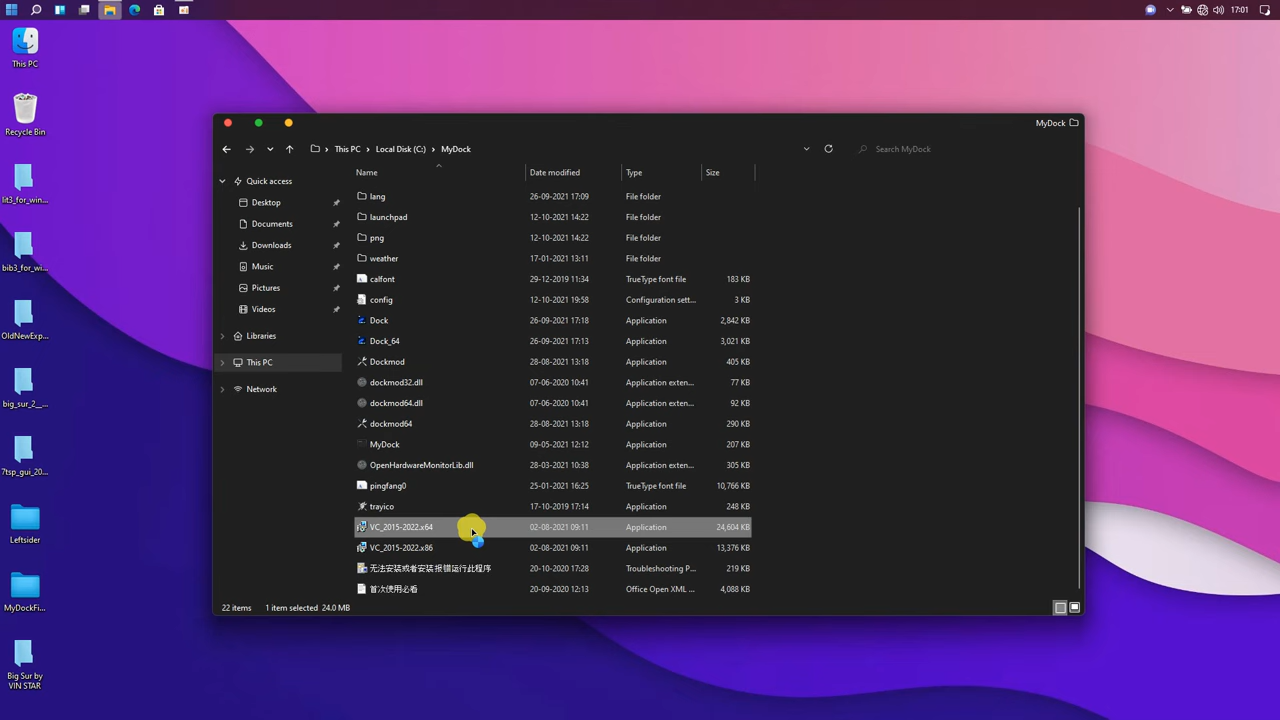 17:01
This PC
Recycle Bin
lit3_for_win...
bib3_for_wi...
OldNewExp...
big_sur_2__...
7tsp_gui_20...
Leftsider
MyDockFi...
Big Sur by
VIN STAR
MyDock
This PC > Local Disk (C:) > MyDock
Search MyDock
Quick access
Desktop
Documents
Downloads
Music
Pictures
Videos
Libraries
This PC
Network
Name Date modified Type Size
lang 26-09-2021 17:09 File folder
launchpad 12-10-2021 14:22 File folder
png 12-10-2021 14:22 File folder
weather 17-01-2021 13:11 File folder
calfont 29-12-2019 11:34 TrueType font file 183 KB
config 12-10-2021 19:58 Configuration sett... 3 KB
Dock 26-09-2021 17:18 Application 2,842 KB
Dock_64 26-09-2021 17:13 Application 3,021 KB
Dockmod 28-08-2021 13:18 Application 405 KB
dockmod32.dll 07-06-2020 10:41 Application exten... 77 KB
dockmod64.dll 07-06-2020 10:41 Application exten... 92 KB
dockmod64 28-08-2021 13:18 Application 290 KB
MyDock 09-05-2021 12:12 Application 207 KB
OpenHardwareMonitorLib.dll 28-03-2021 10:38 Application exten... 305 KB
pingfang0 25-01-2021 16:25 TrueType font file 10,766 KB
trayico 17-10-2019 17:14 Application 248 KB
VC_2015-2022.x64 02-08-2021 09:11 Application 24,604 KB
VC_2015-2022.x86 02-08-2021 09:11 Application 13,376 KB
无法安装或者安装报错运行此程序 20-10-2020 17:28 Troubleshooting P... 219 KB
首次使用必看 20-09-2020 12:13 Office Open XML ... 4,088 KB
22 items 1 item selected 24.0 MB